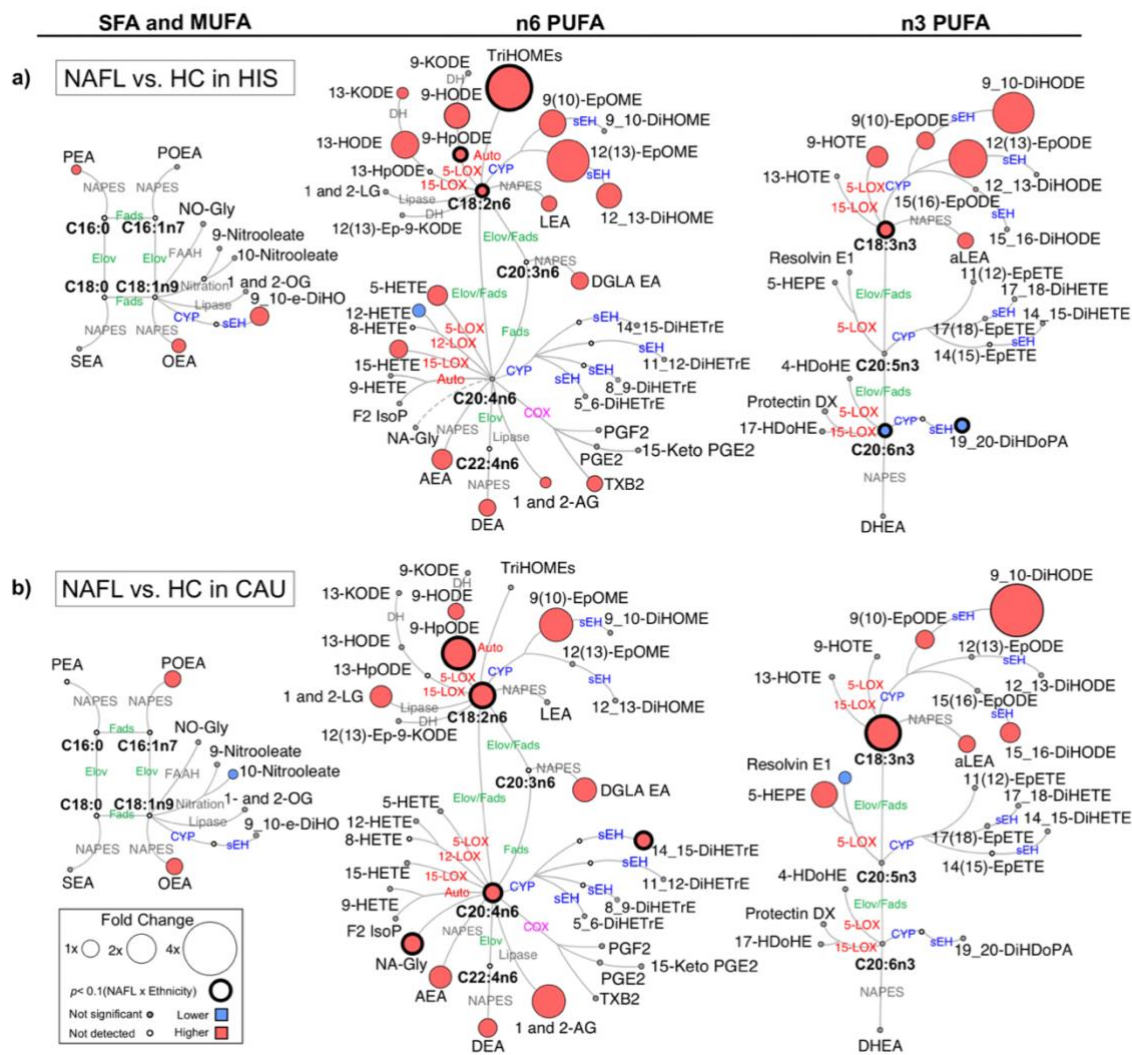 SFA and MUFA
n6 PUFA
n3 PUFA
a)
NAFL vs. HC in HIS
PEA
POEA
NAPES
NAPES
Fads
C16:0
C16:1n7
NO-Gly
9-Nitrooleate
10-Nitrooleate
Elov
Elov
FAAH
C18:0
C18:1n9
Nitration
1 and 2-OG
Fads
Lipase
9_10-e-DiHO
CYP
sEH
NAPES
NAPES
SEA
OEA
9-KODE
DH
TriHOMEs
13-KODE
9-HODE
DH
9(10)-EpOME
sEH
9_10-DiHOME
13-HODE
9-HpODE
Auto
12(13)-EpOME
13-HpODE
5-LOX
CYP
sEH
1 and 2-LG
15-LOX
NAPES
Lipase
C18:2n6
LEA
12_13-DiHOME
DH
12(13)-Ep-9-KODE
Elov/Fads
C20:3n6
NAPES
DGLA EA
5-HETE
Elov/Fads
12-HETE
8-HETE
5-LOX
Fads
sEH
14_15-DiHETrE
12-LOX
15-HETE
15-LOX
sEH
11_12-DiHETrE
9-HETE
Auto
CYP
sEH
8_9-DiHETrE
sEH
5_6-DiHETrE
F2 IsoP
C20:4n6
NA-Gly
Elov
COX
NAPES
Lipase
PGF2
PGE2
15-Keto PGE2
AEA
C22:4n6
NAPES
TXB2
1 and 2-AG
DEA
9_10-DiHODE
9(10)-EpODE
sEH
9-HOTE
12(13)-EpODE
13-HOTE
5-LOX
CYP
sEH
12_13-DiHODE
15-LOX
15(16)-EpODE
NAPES
sEH
C18:3n3
15_16-DiHODE
aLEA
Resolvin E1
11(12)-EpETE
5-HEPE
17_18-DiHETE
Elov/Fads
sEH
14_15-DiHETE
5-LOX
CYP
17(18)-EpETE
sEH
14(15)-EpETE
4-HDoHE
C20:5n3
Elov/Fads
Protectin DX
5-LOX
CYP
17-HDoHE
15-LOX
sEH
19_20-DiHDoPA
C20:6n3
NAPES
DHEA
b)
NAFL vs. HC in CAU
PEA
POEA
NAPES
NAPES
Fads
C16:0
C16:1n7
NO-Gly
9-Nitrooleate
10-Nitrooleate
Elov
Elov
FAAH
C18:0
C18:1n9
Nitration
1- and 2-OG
Fads
Lipase
9_10-e-DiHO
CYP
sEH
NAPES
NAPES
SEA
OEA
Fold Change
1x
2x
4x
p< 0.1(NAFL x Ethnicity)
Not significant
Lower
Not detected
Higher
9-KODE
DH
TriHOMEs
13-KODE
9-HODE
DH
9(10)-EpOME
sEH
9_10-DiHOME
9-HpODE
13-HODE
Auto
12(13)-EpOME
13-HpODE
5-LOX
CYP
sEH
1 and 2-LG
15-LOX
NAPES
Lipase
C18:2n6
LEA
12_13-DiHOME
DH
12(13)-Ep-9-KODE
Elov/Fads
C20:3n6
NAPES
DGLA EA
5-HETE
Elov/Fads
12-HETE
8-HETE
5-LOX
Fads
sEH
14_15-DiHETrE
12-LOX
15-HETE
15-LOX
sEH
11_12-DiHETrE
Auto
CYP
sEH
8_9-DiHETrE
9-HETE
sEH
5_6-DiHETrE
C20:4n6
F2 IsoP
COX
NAPES
Elov
NA-Gly
Lipase
PGF2
C22:4n6
PGE2
15-Keto PGE2
AEA
NAPES
TXB2
1 and 2-AG
DEA
9_10-DiHODE
9(10)-EpODE
sEH
9-HOTE
12(13)-EpODE
13-HOTE
5-LOX
CYP
sEH
12_13-DiHODE
15-LOX
15(16)-EpODE
NAPES
sEH
C18:3n3
15_16-DiHODE
aLEA
Resolvin E1
11(12)-EpETE
5-HEPE
17_18-DiHETE
Elov/Fads
sEH
14_15-DiHETE
5-LOX
CYP
17(18)-EpETE
sEH
14(15)-EpETE
4-HDoHE
C20:5n3
Elov/Fads
Protectin DX
5-LOX
CYP
17-HDoHE
15-LOX
sEH
19_20-DiHDoPA
C20:6n3
NAPES
DHEA